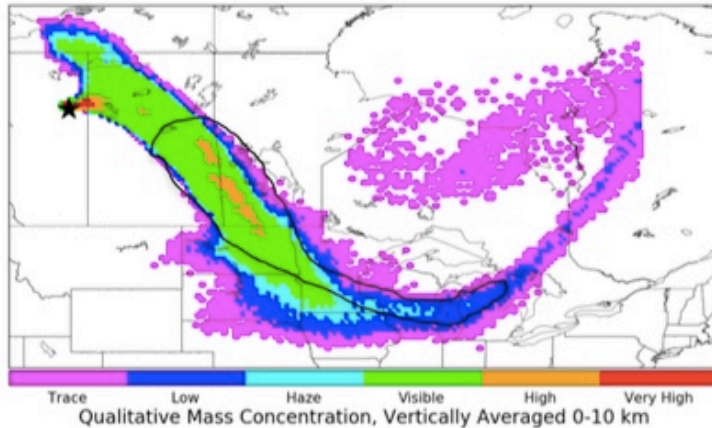 Trace Low Haze Visible High Very High
Qualitative Mass Concentration, Vertically Averaged 0-10 km